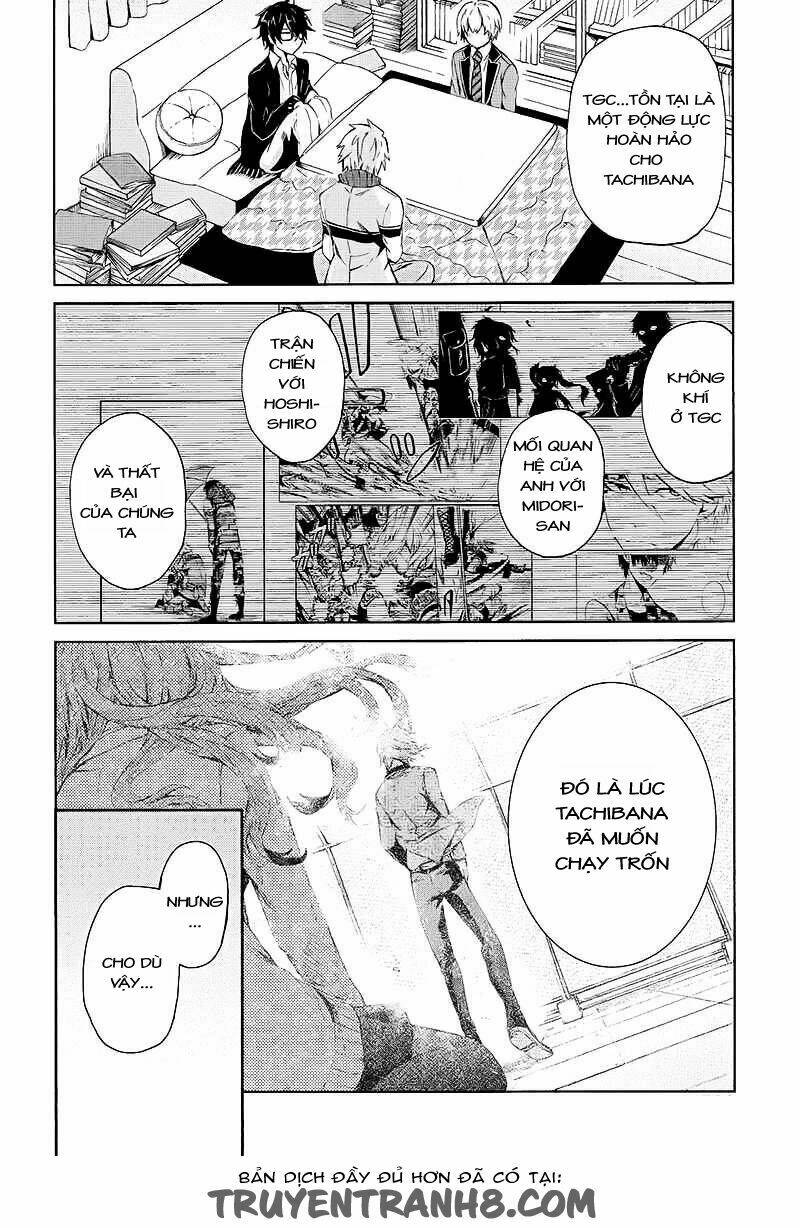 TGC...TỒN TẠI LÀ
MỘT ĐỘNG LỰC
HOÀN HẢO
CHO
TACHIBANA
KHÔNG
KHÍ
Ở TGC
MỐI QUAN
HỆ CỦA
ANH VỚI
MIDORI-
SAN
TRẬN
CHIẾN
VỚI
HOSHI-
SHIRO
VÀ THẤT
BẠI
CỦA CHÚNG
TA
ĐÓ LÀ LÚC
TACHIBANA
ĐÃ MUỐN
CHẠY TRỐN
NHƯNG
...
CHO DÙ
VẬY...
BẢN DỊCH ĐẦY ĐỦ HƠN ĐÃ CÓ TẠI:
TRUYENTRANH8.COM